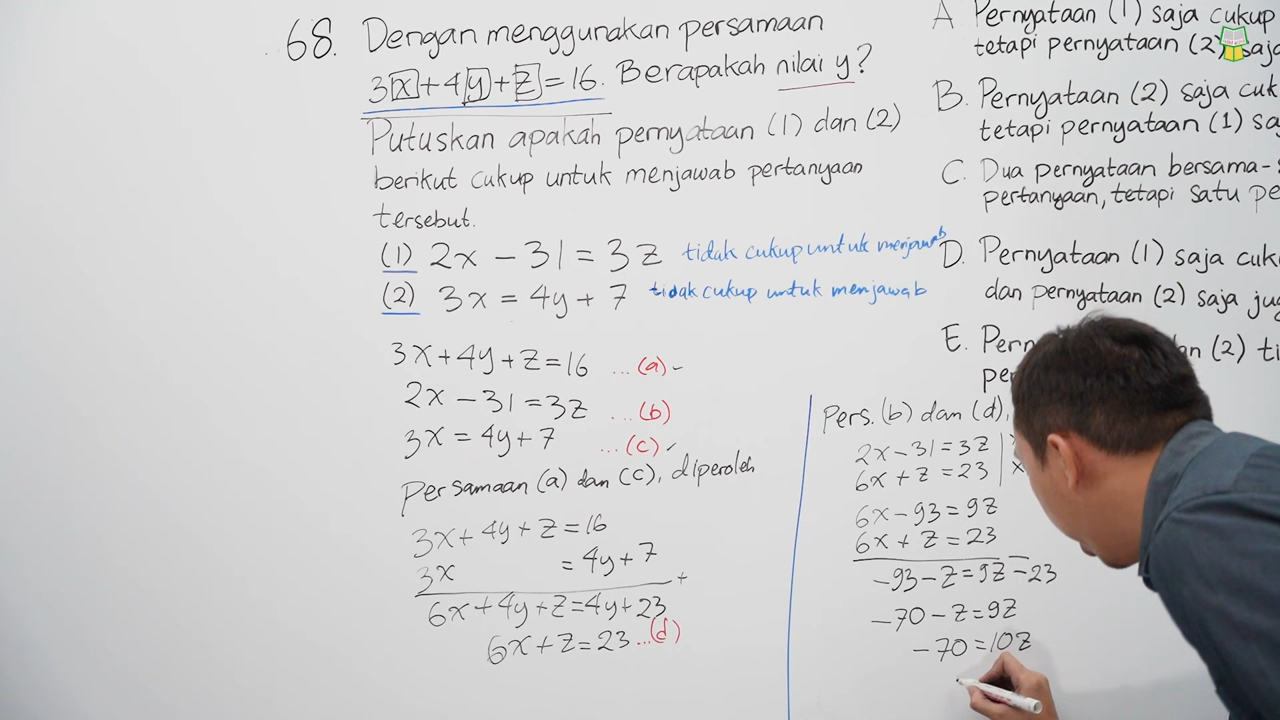 68. Dengan menggunakan persamaan
3x + 4y + z = 16. Berapakah nilai y?
Putuskan apakah pernyataan (1) dan (2)
berikut cukup untuk menjawab pertanyaan
tersebut.
(1) 2x - 31 = 3z tidak cukup untuk menjawab
(2) 3x = 4y + 7 tidak cukup untuk menjawab
3x + 4y + z = 16 ... (a)
2x - 31 = 3z ... (b)
3x = 4y + 7 ... (c)
Persamaan (a) dan (c), diperoleh
3x + 4y + z = 16
3x = 4y + 7
+
6x + 4y + z = 4y + 23
6x + z = 23 ... (d)
A Pernyataan (1) saja cukup
tetapi pernyataan (2) saja
B. Pernyataan (2) saja cuk
tetapi pernyataan (1) sa
C. Dua pernyataan bersama-
pertanyaan, tetapi satu pe
D. Pernyataan (1) saja cuk
dan pernyataan (2) saja jug
E. Pern an (2) ti
pe
Pers. (b) dan (d),
2x - 31 = 3z
6x + z = 23 x
6x - 93 = 9z
6x + z = 23
-
-93 - z = 9z - 23
-70 - z = 9z
-70 = 10z